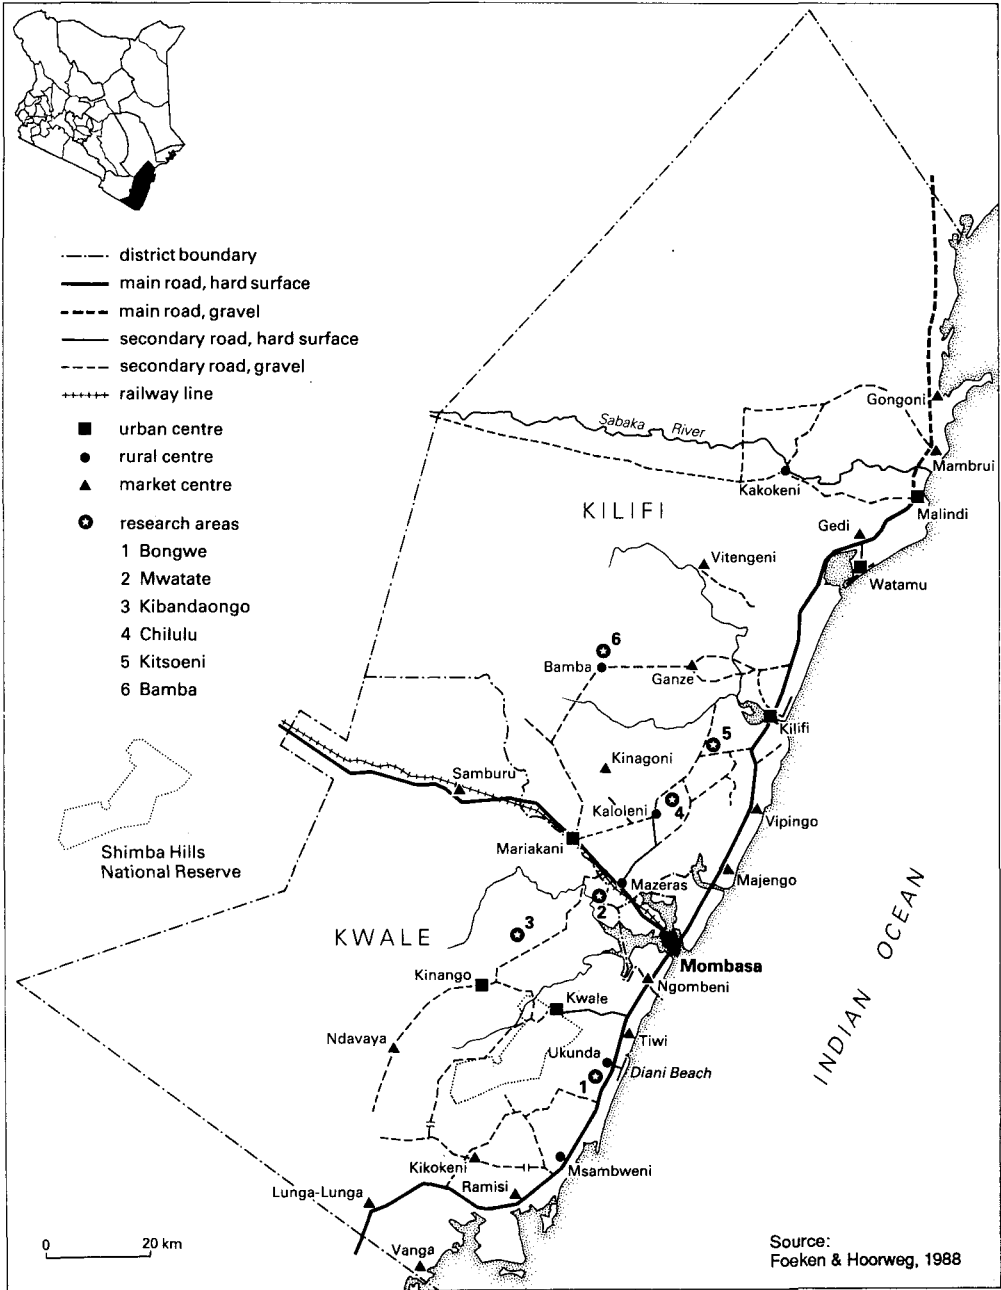 district boundary
main road, hard surface
main road, gravel
secondary road, hard surface
secondary road, gravel
railway line
urban centre
rural centre
market centre
research areas
1 Bongwe
2 Mwatate
3 Kibandaongo
4 Chilulu
5 Kitsoeni
6 Bamba
Shimba Hills
National Reserve
Gongoni
Sabaka River
Mambrui
Kakokeni
KILIFI
Malindi
Gedi
Vitengeni
Watamu
6
Bamba
Ganze
Kilifi
5
Kinagoni
Samburu
Kaloleni
4
Vipingo
Mariakani
Majengo
Mazeras
2
3
KWALE
Mombasa
Kinango
Ngombeni
Kwale
Ndavaya
Tiwi
Ukunda
Diani Beach
1
INDIAN OCEAN
Kikokeni
Msambweni
Lunga-Lunga
Ramisi
Vanga
0 20 km
Source:
Foeken & Hoorweg, 1988